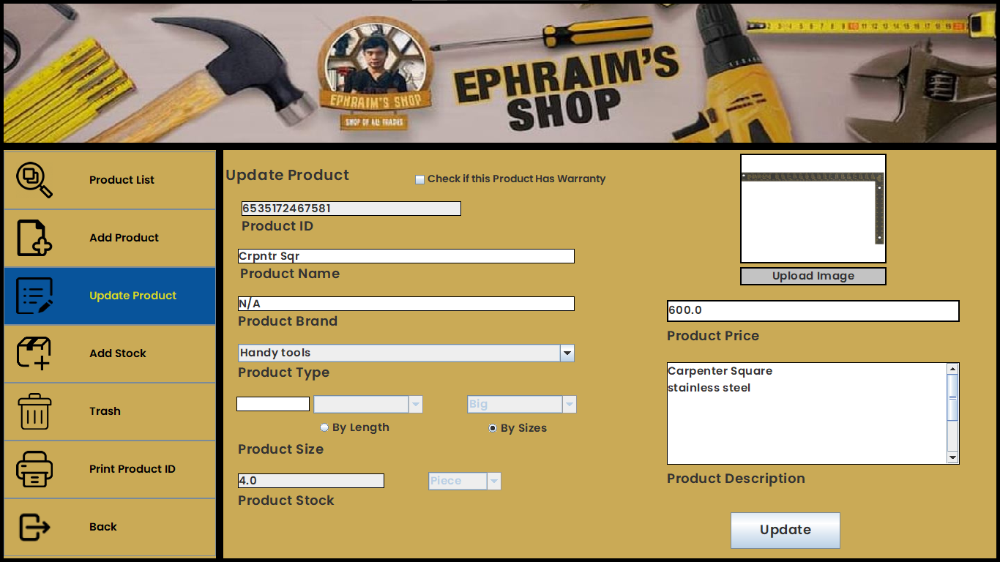 EPHRAIM'S SHOP
SHOP OF ALL TRADES
EPHRAIM'S
SHOP
Product List
Add Product
Update Product
Add Stock
Trash
Print Product ID
Back
Update Product
Check if this Product Has Warranty
6535172467581
Product ID
Crpntr Sqr
Product Name
N/A
Product Brand
Handy tools
Product Type
Big
By Length
By Sizes
Product Size
4.0
Piece
Product Stock
Upload Image
600.0
Product Price
Carpenter Square
stainless steel
Product Description
Update